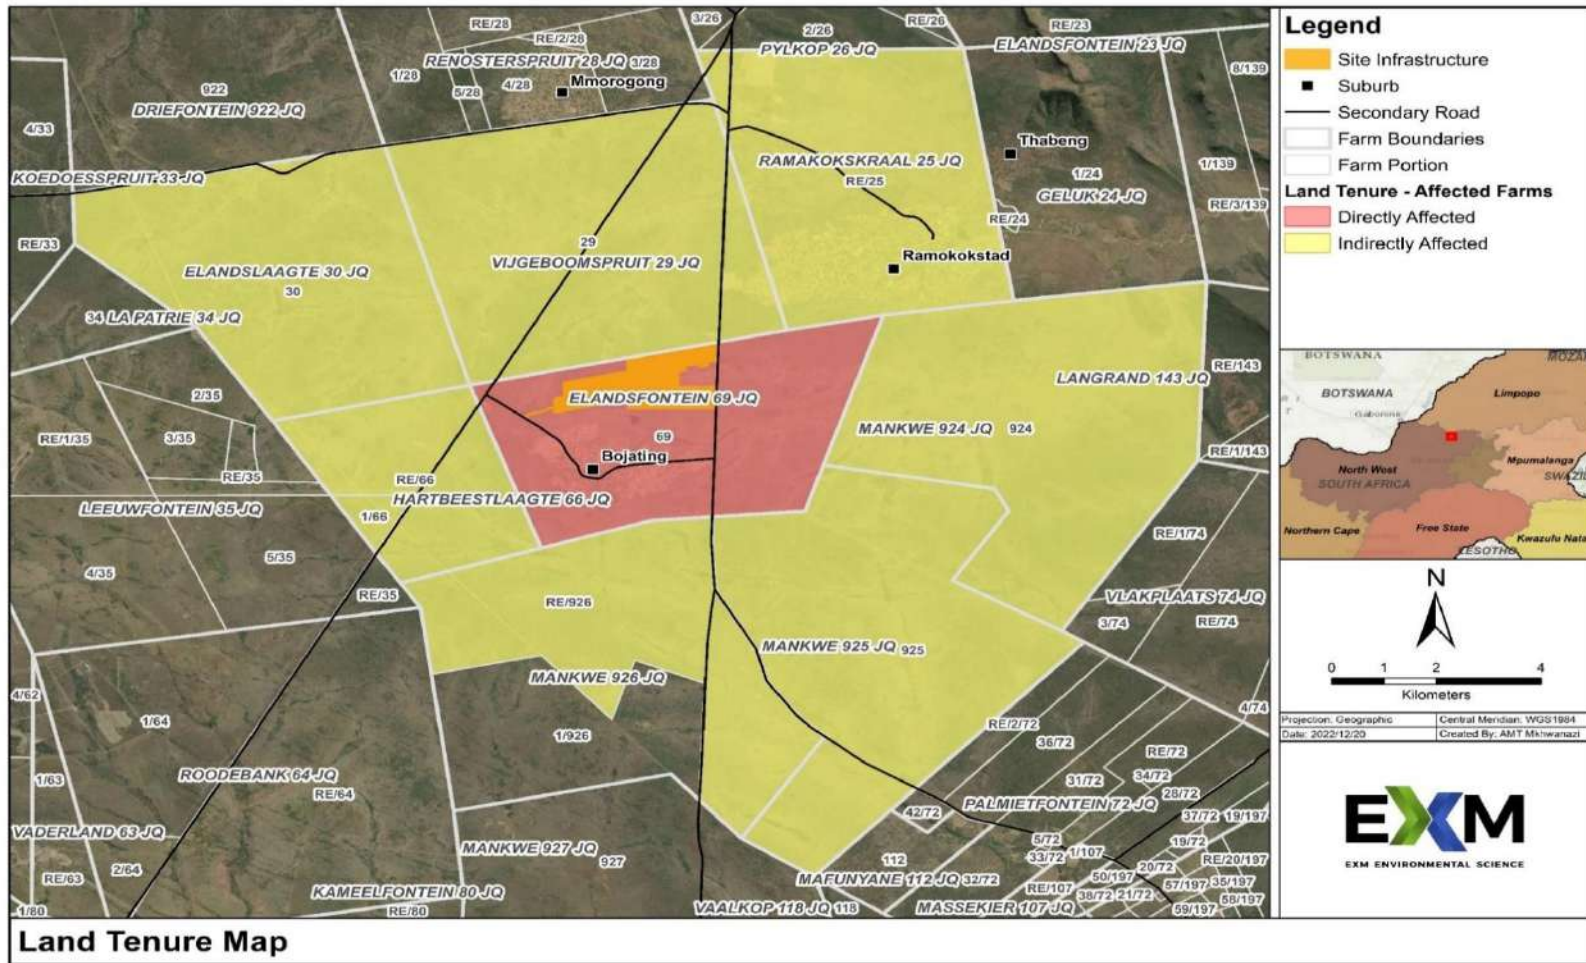 3/26
2/26
RE/26
RE/28
RE/23
RE/2/28
PYLKOP 26 JQ
ELANDSFONTEIN 23 JQ
RENOSTERSPRUIT 28 JQ
3/28
8/139
1/28
4/28
Mmorogong
5/28
922
DRIEFONTEIN 922 JQ
4/33
Thabeng
RAMAKOKSKRAAL 25 JQ
1/139
KOEDOESSPRUIT 33 JQ
RE/25
1/24
GELUK 24 JQ
RE/3/139
RE/24
RE/33
29
VIJGEBOOMSPRUIT 29 JQ
Ramokokstad
ELANDSLAAGTE 30 JQ
30
34
LA PATRIE 34 JQ
RE/143
LANGRAND 143 JQ
2/35
ELANDSFONTEIN 69 JQ
RE/1/35
3/35
69
MANKWE 924 JQ
924
Bojating
RE/1/143
RE/35
RE/66
HARTBEESTLAAGTE 66 JQ
LEEUWFONTEIN 35 JQ
1/66
RE/1/74
5/35
4/35
RE/35
RE/926
VLAKPLAATS 74 JQ
3/74
RE/74
MANKWE 925 JQ
925
MANKWE 926 JQ
4/62
4/74
1/64
RE/2/72
1/926
36/72
RE/72
ROODEBANK 64 JQ
1/63
RE/64
31/72
34/72
28/72
PALMIETFONTEIN 72 JQ
42/72
37/72
19/197
VADERLAND 63 JQ
5/72
19/72
MANKWE 927 JQ
927
33/72
1/107
RE/20/197
112
20/72
2/64
RE/63
MAFUNYANE 112 JQ
32/72
50/197
57/197
35/197
KAMEELFONTEIN 80 JQ
RE/107
38/72
21/72
58/197
1/80
RE/80
VAALKOP 118 JQ
118
MASSEKIER 107 JQ
59/197
Land Tenure Map
Legend
Site Infrastructure
Suburb
Secondary Road
Farm Boundaries
Farm Portion
Land Tenure - Affected Farms
Directly Affected
Indirectly Affected
BOTSWANA
BOTSWANA
Gaborone
Limpopo
North West
SOUTH AFRICA
Mpumalanga
Northern Cape
Free State
Kwazufu Nata
LESOTHO
N
0 1 2 4
Kilometers
Projection: Geographic
Central Meridian: WGS1984
Date: 2022/12/20
Created By: AMT Mkhwanazi
EXM
EXM ENVIRONMENTAL SCIENCE